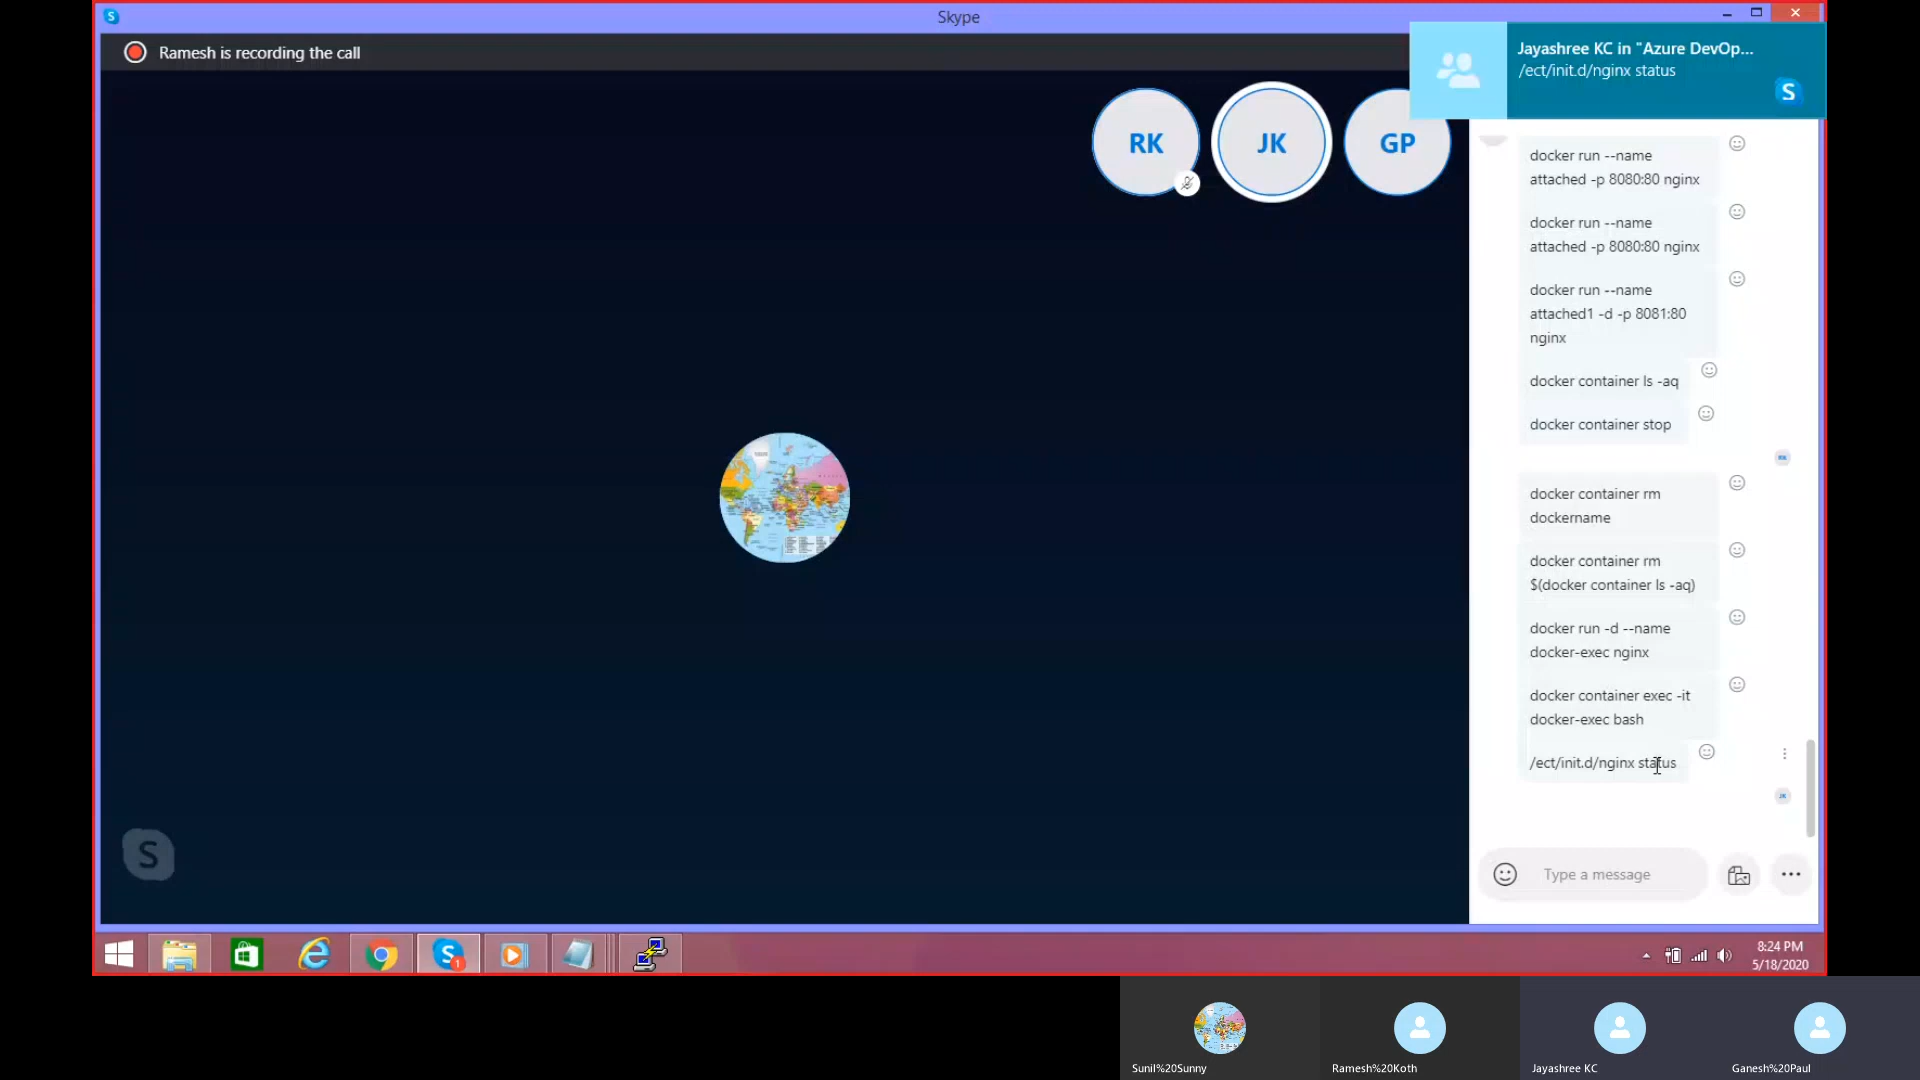 Skype
Ramesh is recording the call
Jayashree KC in "Azure DevOp...
/ect/init.d/nginx status
S
RK
JK
GP
docker run --name
attached -p 8080:80 nginx
docker run --name
attached -p 8080:80 nginx
docker run --name
attached1 -d -p 8081:80
nginx
docker container ls -aq
docker container stop
RK
docker container rm
dockername
docker container rm
$(docker container ls -aq)
docker run -d --name
docker-exec nginx
docker container exec -it
docker-exec bash
/ect/init.d/nginx status
JK
S
Type a message
8:24 PM
5/18/2020
Sunil%20Sunny
Ramesh%20Koth
Jayashree KC
Ganesh%20Paul